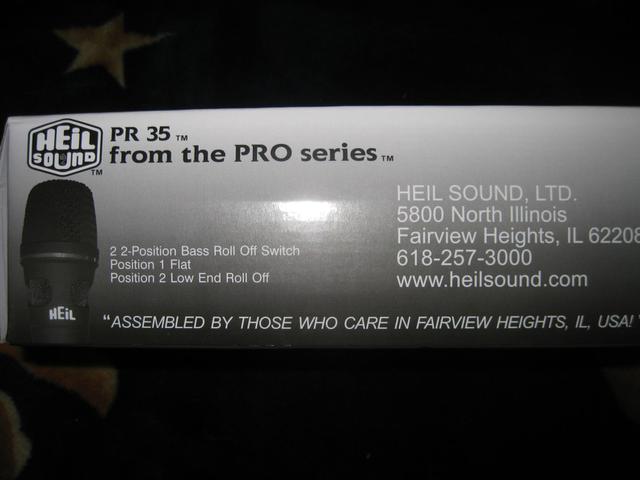 HEiL
SOUND
TM
PR 35 TM
from the PRO series TM
HEIL SOUND, LTD.
5800 North Illinois
Fairview Heights, IL 62208
618-257-3000
www.heilsound.com
2 2-Position Bass Roll Off Switch
Position 1 Flat
Position 2 Low End Roll Off
HEiL
“ASSEMBLED BY THOSE WHO CARE IN FAIRVIEW HEIGHTS, IL, USA!”